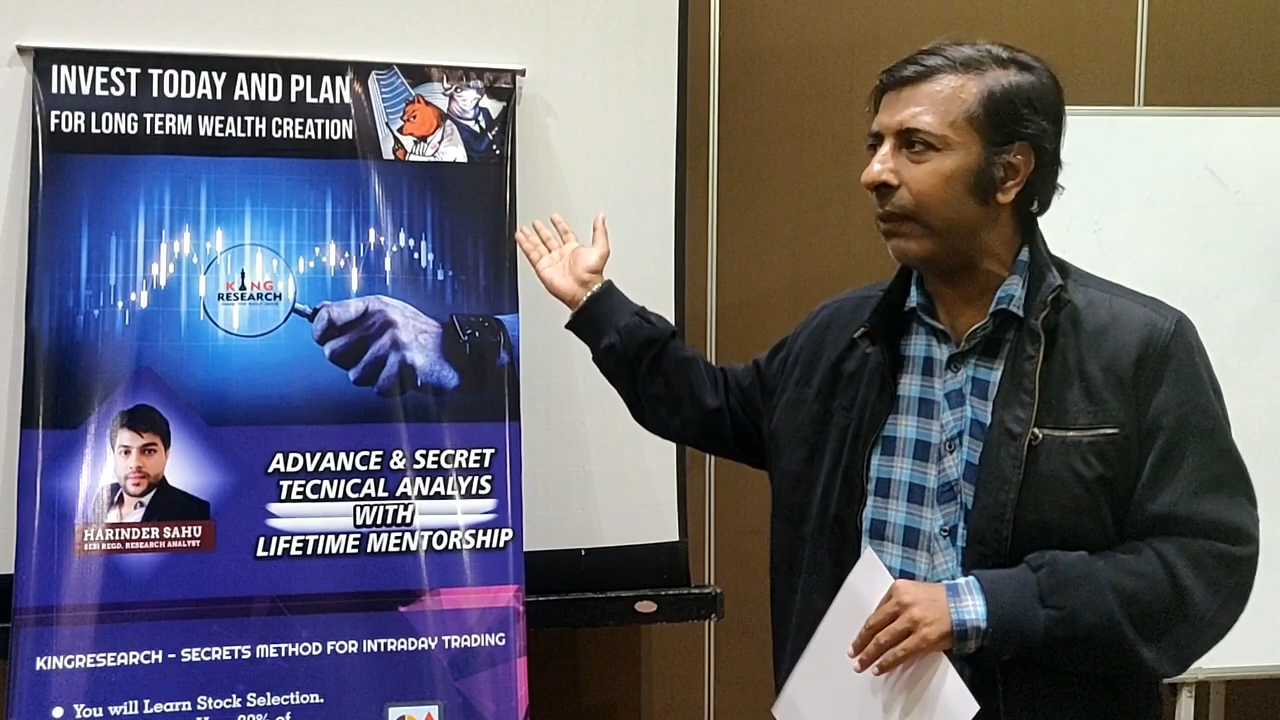 INVEST TODAY AND PLAN
FOR LONG TERM WEALTH CREATION
KING
RESEARCH
HARINDER SAHU
SEBI REGD. RESEARCH ANALYST
ADVANCE & SECRET
TECNICAL ANALYIS
WITH
LIFETIME MENTORSHIP
KINGRESEARCH - SECRETS METHOD FOR INTRADAY TRADING
You will Learn Stock Selection.